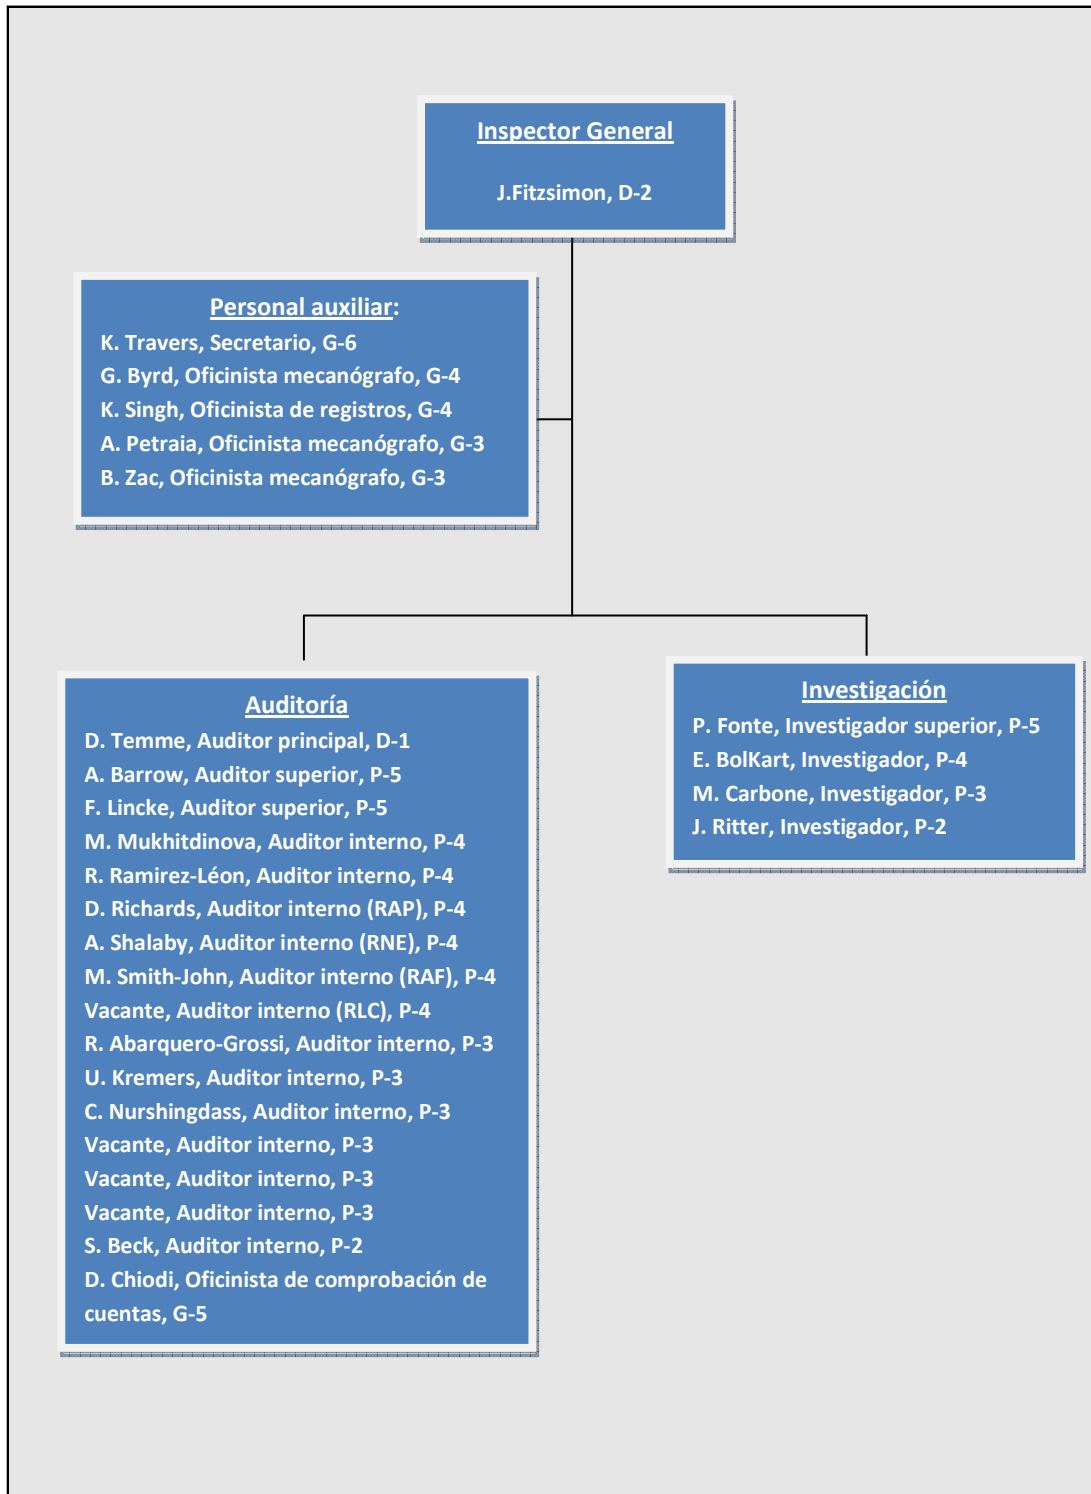 Inspector General
J.Fitzsimon, D-2
Personal auxiliar:
K. Travers, Secretario, G-6
G. Byrd, Oficinista mecanógrafo, G-4
K. Singh, Oficinista de registros, G-4
A. Petraia, Oficinista mecanógrafo, G-3
B. Zac, Oficinista mecanógrafo, G-3
Auditoría
D. Temme, Auditor principal, D-1
A. Barrow, Auditor superior, P-5
F. Lincke, Auditor superior, P-5
M. Mukhitdinova, Auditor interno, P-4
R. Ramirez-Léon, Auditor interno, P-4
D. Richards, Auditor interno (RAP), P-4
A. Shalaby, Auditor interno (RNE), P-4
M. Smith-John, Auditor interno (RAF), P-4
Vacante, Auditor interno (RLC), P-4
R. Abarquero-Grossi, Auditor interno, P-3
U. Kremers, Auditor interno, P-3
C. Nurshingdass, Auditor interno, P-3
Vacante, Auditor interno, P-3
Vacante, Auditor interno, P-3
Vacante, Auditor interno, P-3
S. Beck, Auditor interno, P-2
D. Chiodi, Oficinista de comprobación de
cuentas, G-5
Investigación
P. Fonte, Investigador superior, P-5
E. BolKart, Investigador, P-4
M. Carbone, Investigador, P-3
J. Ritter, Investigador, P-2